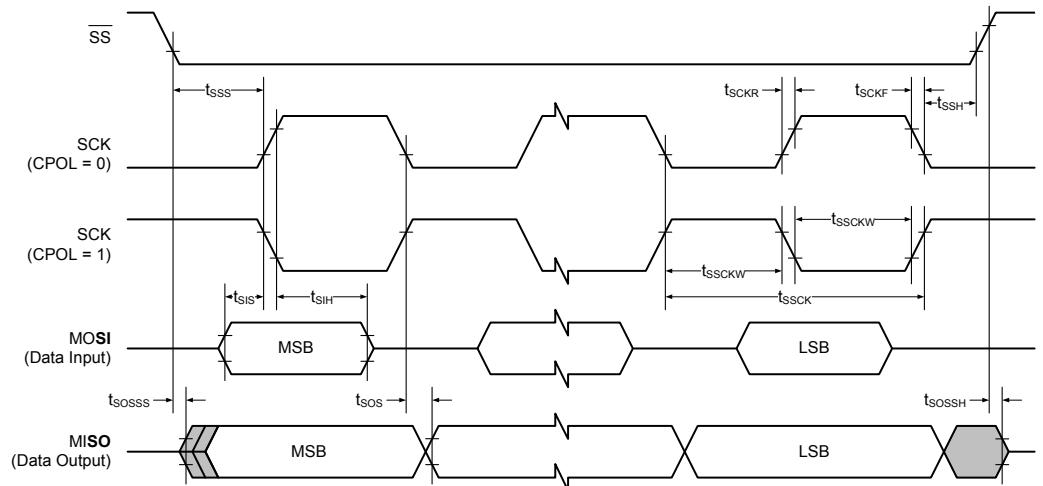 SS
tSSS
tSCKR
tSCKF
tSSH
SCK
(CPOL = 0)
SCK
(CPOL = 1)
tSSCKW
tSSCKW
tSSCK
tSIS
tSIH
MOSI
(Data Input)
MSB
LSB
tSOSSS
tSOS
tSOSSH
MISO
(Data Output)
MSB
LSB